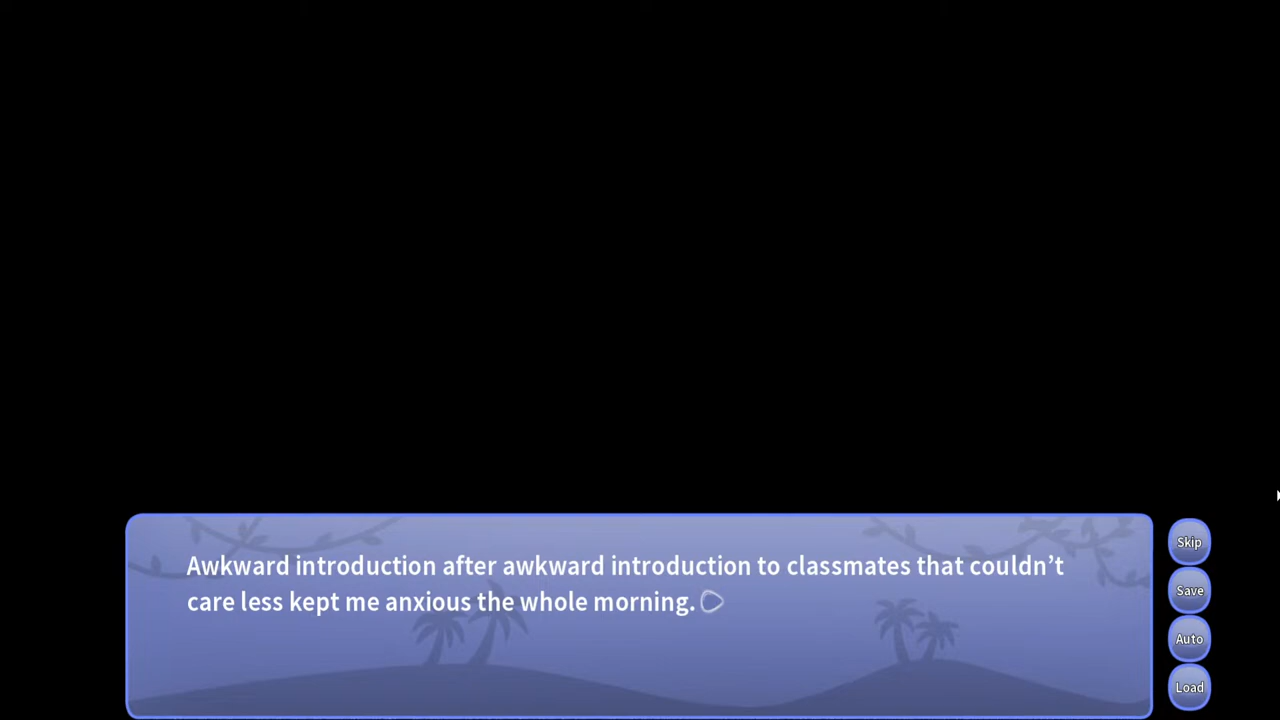 Awkward introduction after awkward introduction to classmates that couldn’t
care less kept me anxious the whole morning.
Skip
Save
Auto
Load